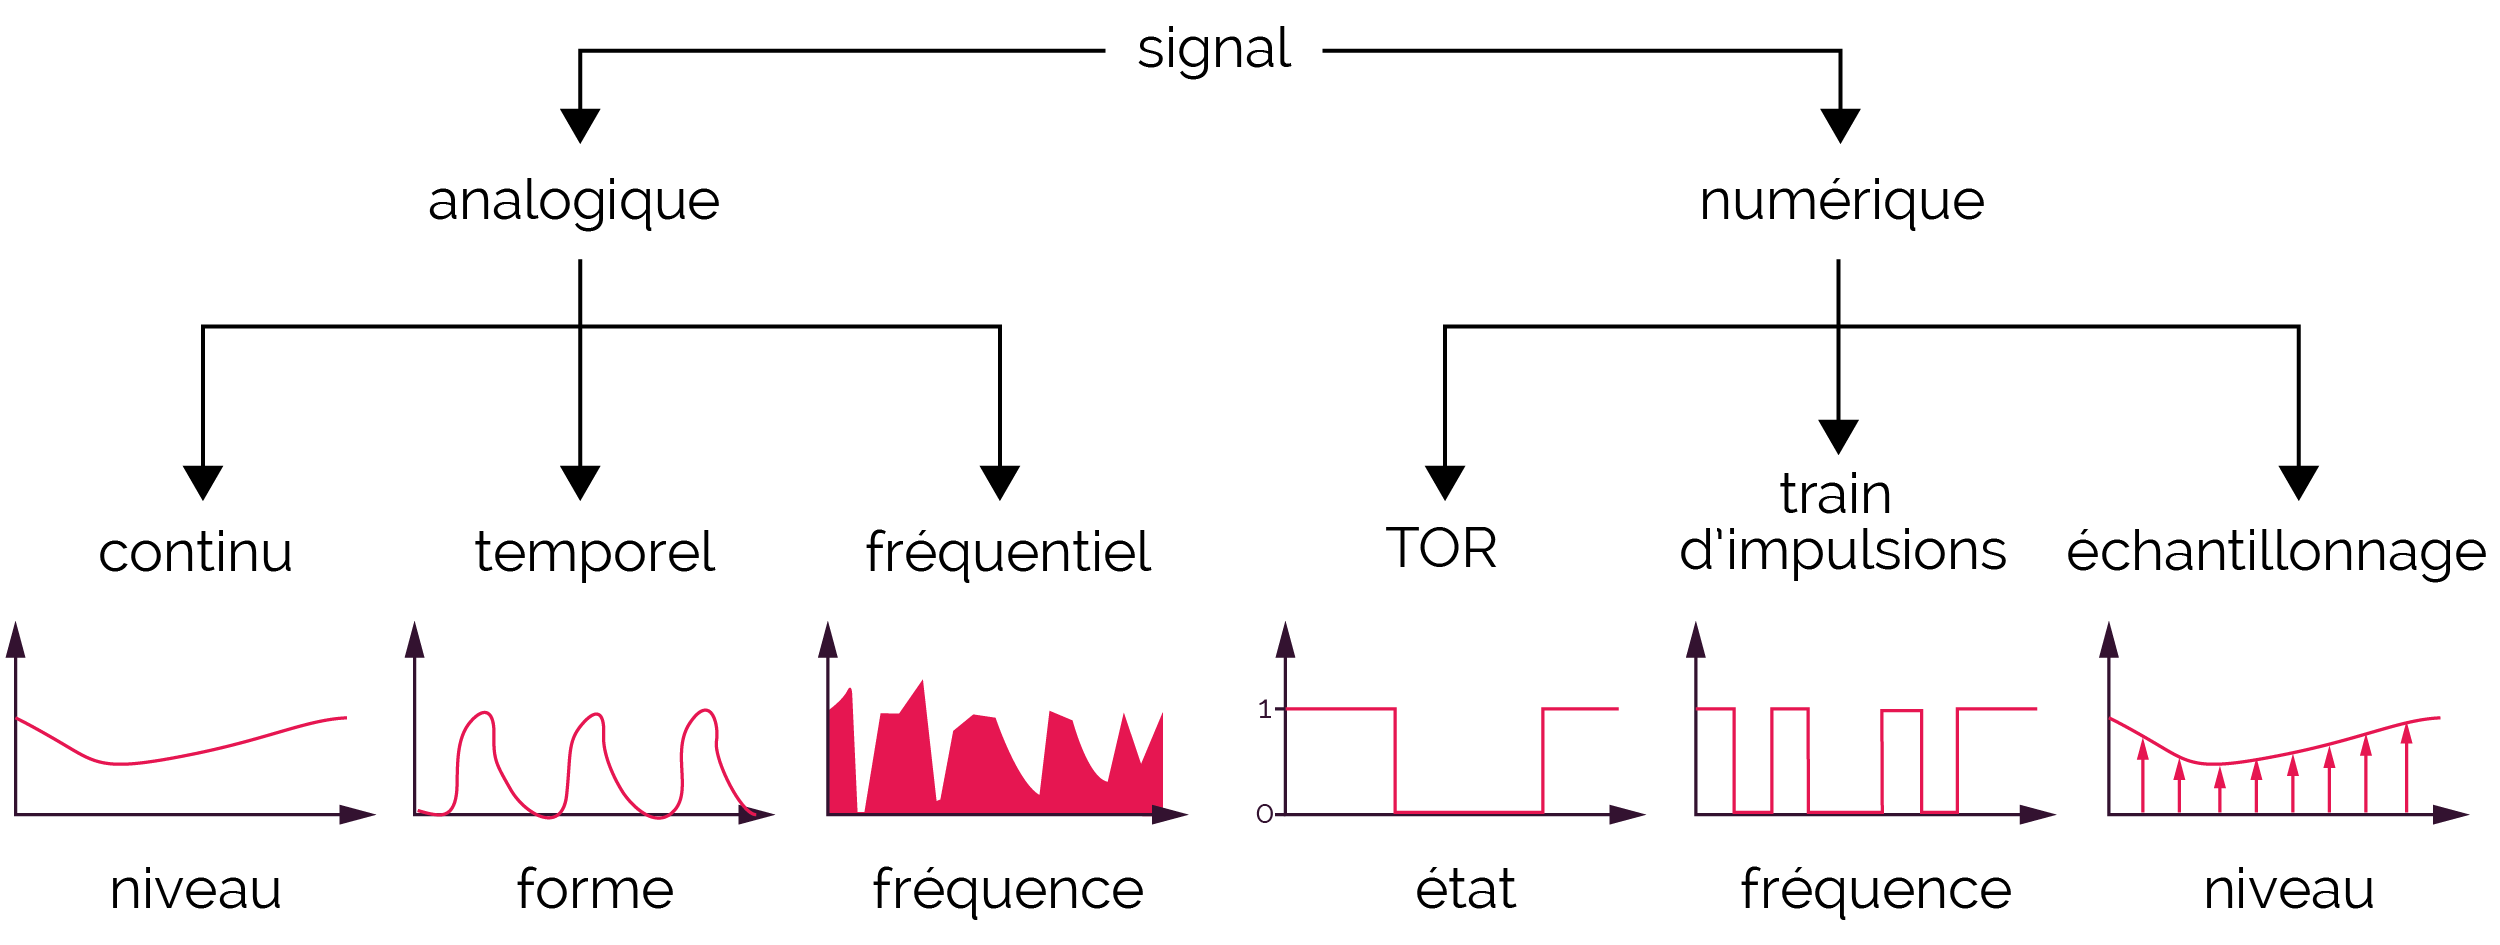 signal
analogique
numérique
continu
temporel
fréquentiel
TOR
train
d'impulsions
échantillonnage
1
0
niveau
forme
fréquence
état
fréquence
niveau